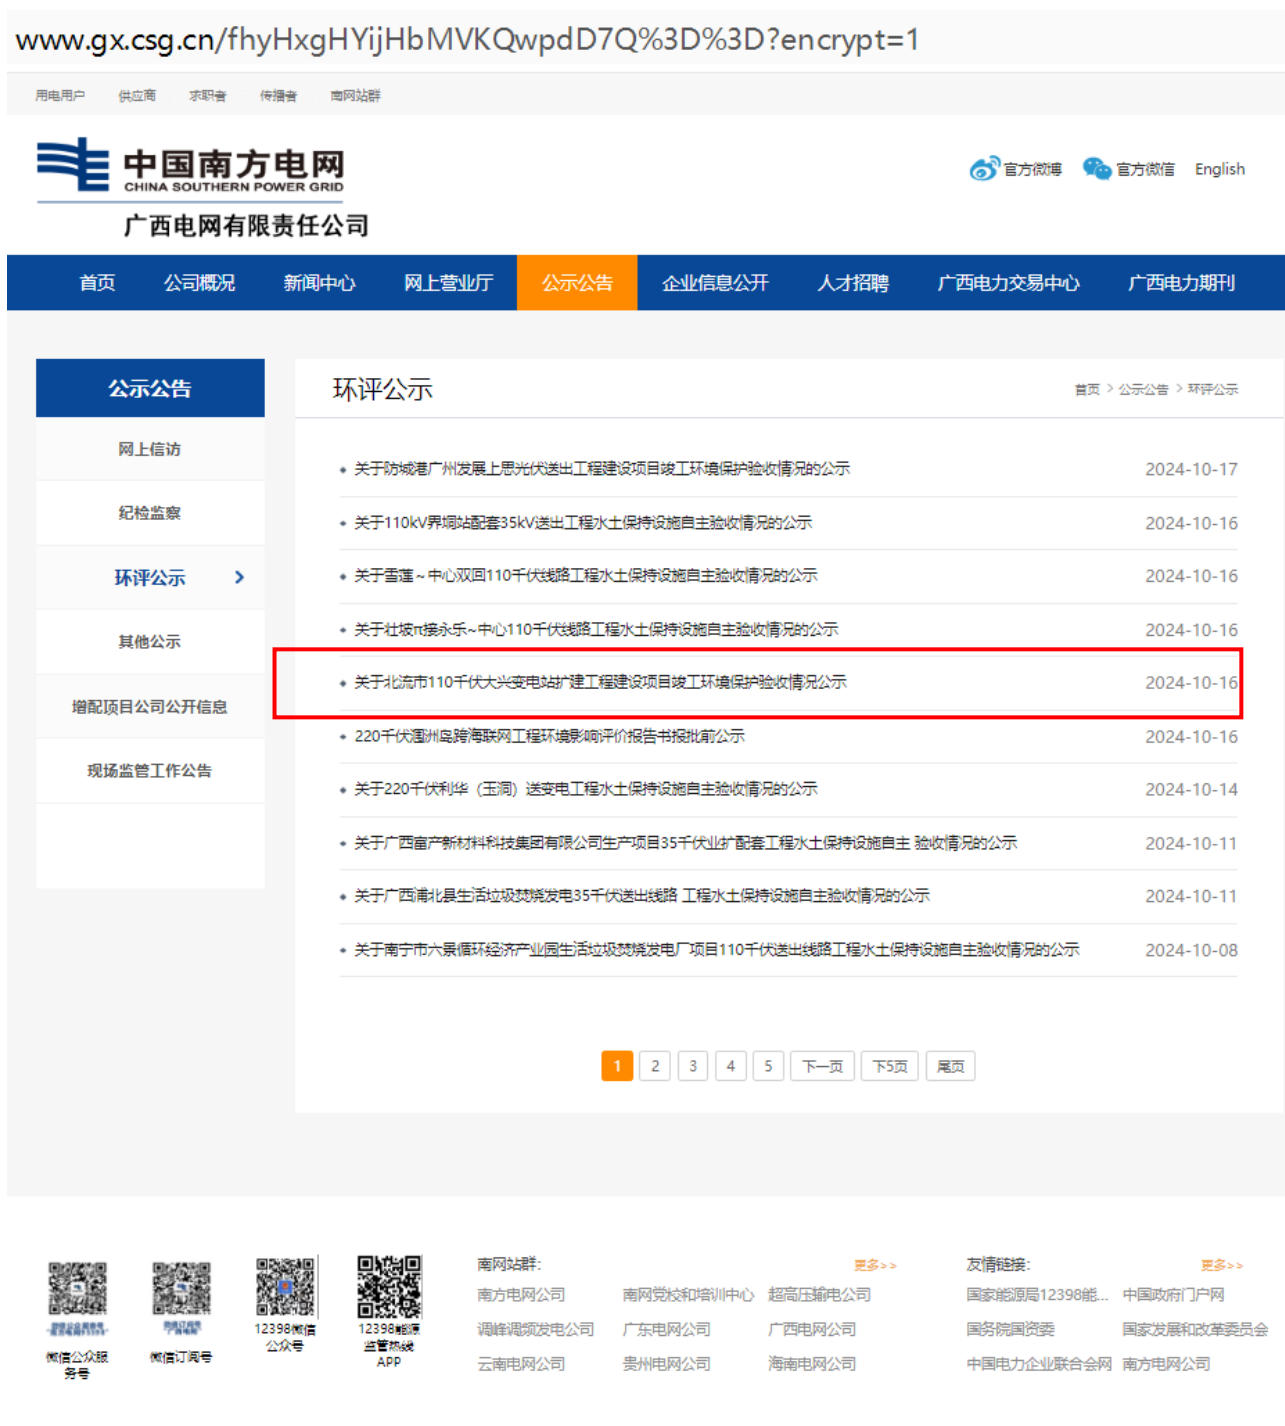 www.gx.csg.cn/fhyHxgHYijHbMVKQwpdD7Q%3D%3D?encrypt=1
用电用户 供应商 求职者 传播者 南网站群
中国南方电网
CHINA SOUTHERN POWER GRID
广西电网有限责任公司
官方微博 官方微信 English
首页 公司概况 新闻中心 网上营业厅 公示公告 企业信息公开 人才招聘 广西电力交易中心 广西电力期刊
公示公告
网上信访
纪检监察
环评公示
其他公示
增配项目公司公开信息
现场监管工作公告
环评公示
首页 > 公示公告 > 环评公示
关于防城港广州发展上思光伏送出工程建设项目竣工环境保护验收情况的公示 2024-10-17
关于110kV界垌站配套35kV送出工程水土保持设施自主验收情况的公示 2024-10-16
关于雪莲~中心双回110千伏线路工程水土保持设施自主验收情况的公示 2024-10-16
关于壮坡π接永乐~中心110千伏线路工程水土保持设施自主验收情况的公示 2024-10-16
关于北流市110千伏大兴变电站扩建工程建设项目竣工环境保护验收情况公示 2024-10-16
220千伏涠洲岛跨海联网工程环境影响评价报告书报批前公示 2024-10-16
关于220千伏利华（玉洞）送变电工程水土保持设施自主验收情况的公示 2024-10-14
关于广西富产新材料科技集团有限公司生产项目35千伏业扩配套工程水土保持设施自主 验收情况的公示 2024-10-11
关于广西浦北县生活垃圾焚烧发电35千伏送出线路 工程水土保持设施自主验收情况的公示 2024-10-11
关于南宁市六景循环经济产业园生活垃圾焚烧发电厂项目110千伏送出线路工程水土保持设施自主验收情况的公示 2024-10-08
1 2 3 4 5 下一页 下5页 尾页
微信公众服
务号
微信订阅号
12398微信
公众号
12398能源
监管热线
APP
南网站群： 更多>>
南方电网公司 南网党校和培训中心 超高压输电公司
调峰调频发电公司 广东电网公司 广西电网公司
云南电网公司 贵州电网公司 海南电网公司
友情链接： 更多>>
国家能源局12398能... 中国政府门户网
国务院国资委 国家发展和改革委员会
中国电力企业联合会网 南方电网公司